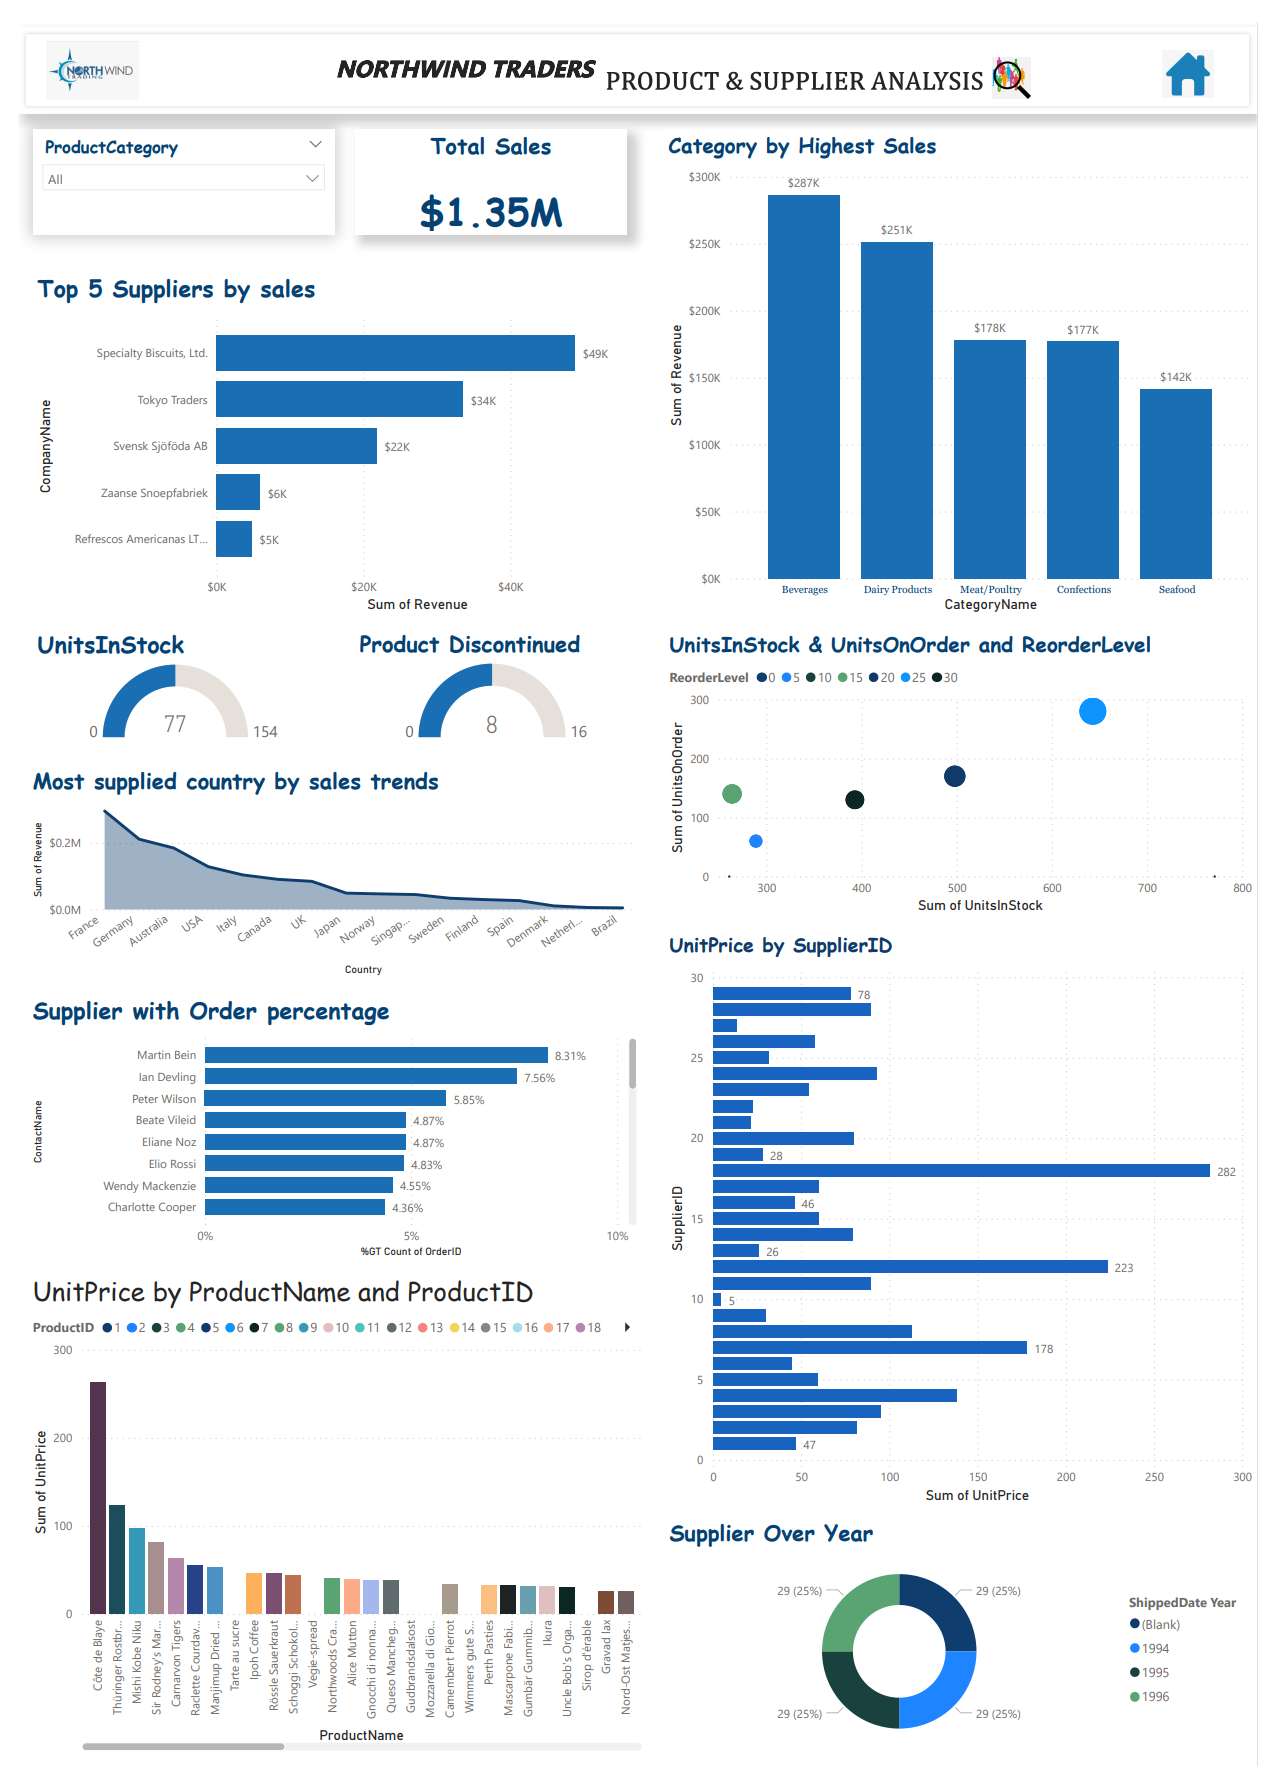 NORTHWIND
TRADING
NORTHWIND TRADERS PRODUCT & SUPPLIER ANALYSIS
ProductCategory
All
Total Sales
$1.35M
Top 5 Suppliers by sales
CompanyName
Specialty Biscuits, Ltd. $49K
Tokyo Traders $34K
Svensk Sjöföda AB $22K
Zaanse Snoepfabriek $6K
Refrescos Americanas LT... $5K
$0K $20K $40K
Sum of Revenue
Category by Highest Sales
Sum of Revenue
$300K
$250K
$200K
$150K
$100K
$50K
$0K
$287K
$251K
$178K
$177K
$142K
Beverages Dairy Products Meat/Poultry Confections Seafood
CategoryName
UnitsInStock
0 77 154
Product Discontinued
0 8 16
UnitsInStock & UnitsOnOrder and ReorderLevel
ReorderLevel 0 5 10 15 20 25 30
Sum of UnitsOnOrder
300
200
100
0
300 400 500 600 700 800
Sum of UnitsInStock
Most supplied country by sales trends
Sum of Revenue
$0.2M
$0.0M
France Germany Australia USA Italy Canada UK Japan Norway Singap... Sweden Finland Spain Denmark Netherl... Brazil
Country
Supplier with Order percentage
ContactName
Martin Bein 8.31%
Ian Devling 7.56%
Peter Wilson 5.85%
Beate Vileid 4.87%
Eliane Noz 4.87%
Elio Rossi 4.83%
Wendy Mackenzie 4.55%
Charlotte Cooper 4.36%
0% 5% 10%
%GT Count of OrderID
UnitPrice by SupplierID
SupplierID
30
25
20
15
10
5
0
78
28
282
46
26
223
5
178
47
0 50 100 150 200 250 300
Sum of UnitPrice
UnitPrice by ProductName and ProductID
ProductID 1 2 3 4 5 6 7 8 9 10 11 12 13 14 15 16 17 18
Sum of UnitPrice
300
200
100
0
Côte de Blaye
Thüringer Rostbr...
Mishi Kobe Niku
Sir Rodney's Mar...
Carnarvon Tigers
Raclette Courdav...
Manjimup Dried ...
Tarte au sucre
Ipoh Coffee
Rössle Sauerkraut
Schoggi Schokol...
Vegie-spread
Northwoods Cra...
Alice Mutton
Gnocchi di nonna...
Queso Mancheg...
Gudbrandsdalsost
Mozzarella di Gio...
Camembert Pierrot
Wimmers gute S...
Perth Pasties
Mascarpone Fabi...
Gumbär Gummib...
Ikura
Uncle Bob's Orga...
Sirop d'érable
Gravad lax
Nord-Ost Matjes...
ProductName
Supplier Over Year
29 (25%)
29 (25%)
29 (25%)
29 (25%)
ShippedDate Year
(Blank)
1994
1995
1996